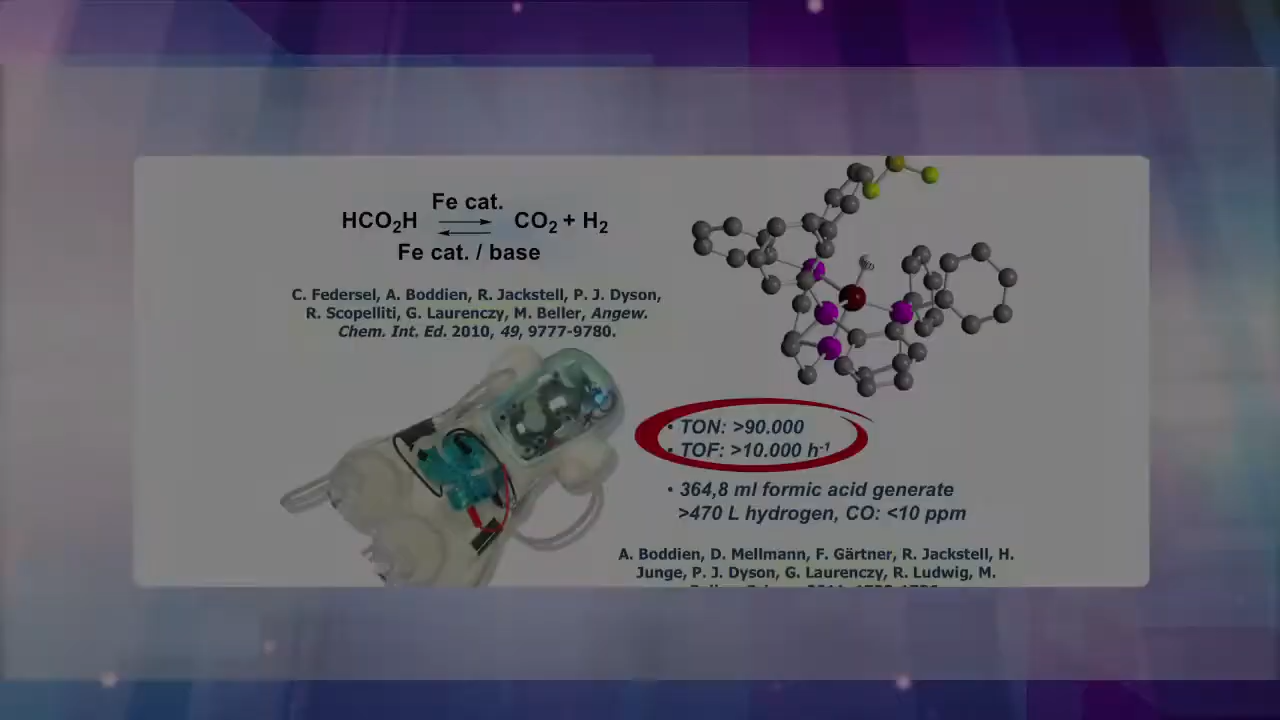 Fe cat.
HCO₂H ⇌ CO₂ + H₂
Fe cat. / base
C. Federsel, A. Boddien, R. Jackstell, P. J. Dyson,
R. Scopelliti, G. Laurenczy, M. Beller, Angew.
Chem. Int. Ed. 2010, 49, 9777-9780.
• TON: >90.000
• TOF: >10.000 h⁻¹
• 364,8 ml formic acid generate
>470 L hydrogen, CO: <10 ppm
A. Boddien, D. Mellmann, F. Gärtner, R. Jackstell, H.
Junge, P. J. Dyson, G. Laurenczy, R. Ludwig, M.